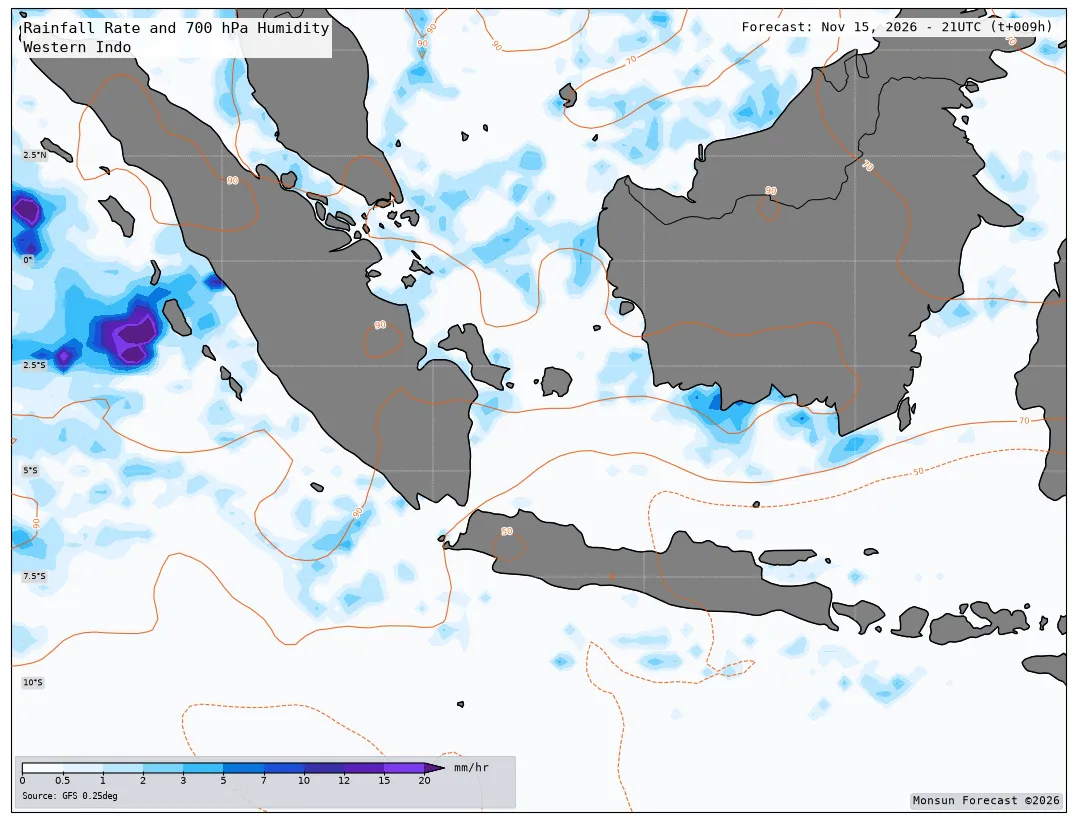 Rainfall Rate and 700 hPa Humidity
Western Indo
Forecast: Nov 15, 2026 - 21UTC (t+009h)
90
90
90
70
70
2.5°N
90
70
90
0°
90
2.5°S
70
5°S
50
90
90
50
7.5°S
10°S
0 0.5 1 2 3 5 7 10 12 15 20 mm/hr
Source: GFS 0.25deg
Monsun Forecast ©2026